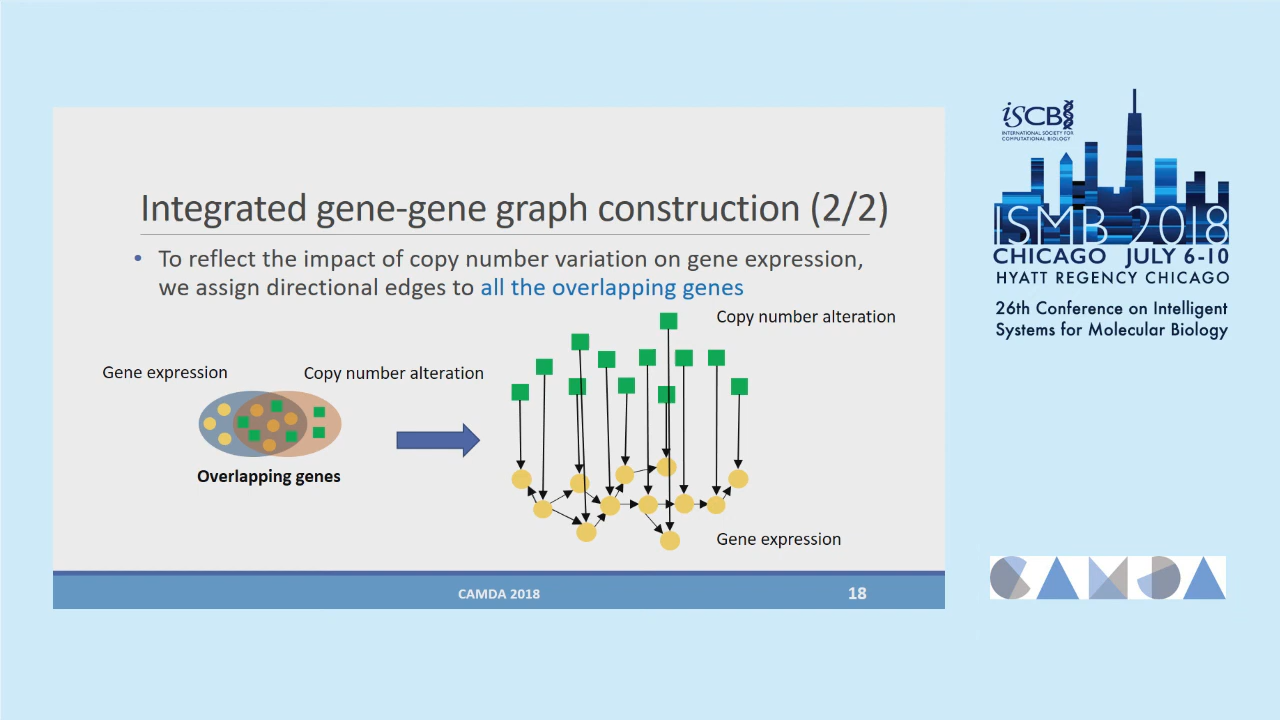 Integrated gene-gene graph construction (2/2)
• To reflect the impact of copy number variation on gene expression,
we assign directional edges to all the overlapping genes
Gene expression
Copy number alteration
Overlapping genes
Copy number alteration
Gene expression
CAMDA 2018
18
iSCB
INTERNATIONAL SOCIETY FOR
COMPUTATIONAL BIOLOGY
ISMB 2018
CHICAGO JULY 6-10
HYATT REGENCY CHICAGO
26th Conference on Intelligent
Systems for Molecular Biology
CAMDA